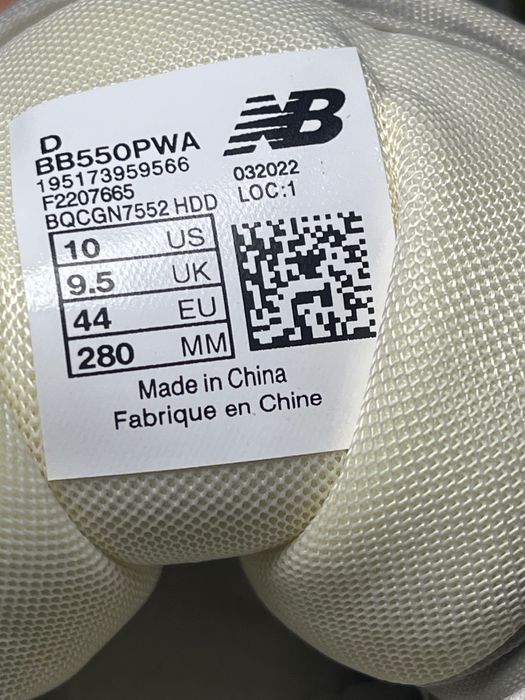 D
BB550PWA
195173959566
F2207665
BQCGN7552 HDD
NB
032022
LOC:1
10 US
9.5 UK
44 EU
280 MM
Made in China
Fabrique en Chine